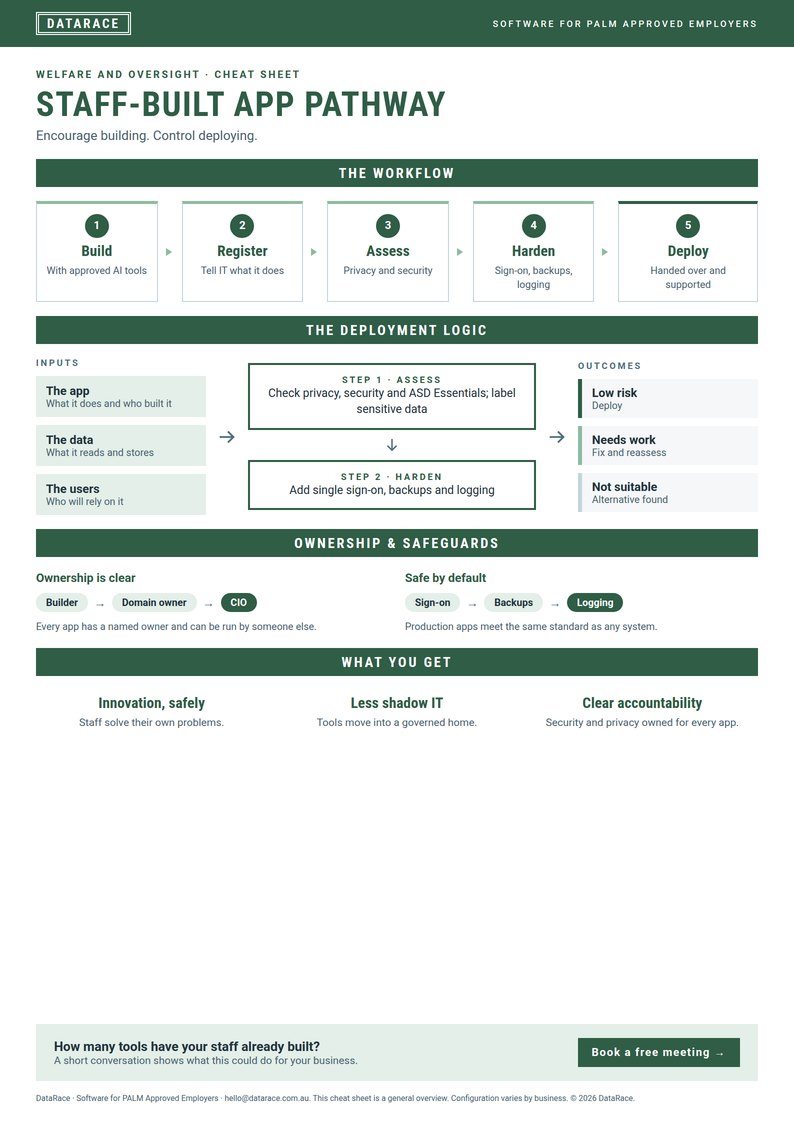 DATARACE
SOFTWARE FOR PALM APPROVED EMPLOYERS
WELFARE AND OVERSIGHT · CHEAT SHEET
STAFF-BUILT APP PATHWAY
Encourage building. Control deploying.
THE WORKFLOW
1
Build
With approved AI tools
2
Register
Tell IT what it does
3
Assess
Privacy and security
4
Harden
Sign-on, backups,
logging
5
Deploy
Handed over and
supported
THE DEPLOYMENT LOGIC
INPUTS
The app
What it does and who built it
The data
What it reads and stores
The users
Who will rely on it
→
STEP 1 · ASSESS
Check privacy, security and ASD Essentials; label
sensitive data
↓
STEP 2 · HARDEN
Add single sign-on, backups and logging
→
OUTCOMES
Low risk
Deploy
Needs work
Fix and reassess
Not suitable
Alternative found
OWNERSHIP & SAFEGUARDS
Ownership is clear
Builder → Domain owner → CIO
Every app has a named owner and can be run by someone else.
Safe by default
Sign-on → Backups → Logging
Production apps meet the same standard as any system.
WHAT YOU GET
Innovation, safely
Staff solve their own problems.
Less shadow IT
Tools move into a governed home.
Clear accountability
Security and privacy owned for every app.
How many tools have your staff already built?
A short conversation shows what this could do for your business.
Book a free meeting →
DataRace · Software for PALM Approved Employers · hello@datarace.com.au. This cheat sheet is a general overview. Configuration varies by business. © 2026 DataRace.